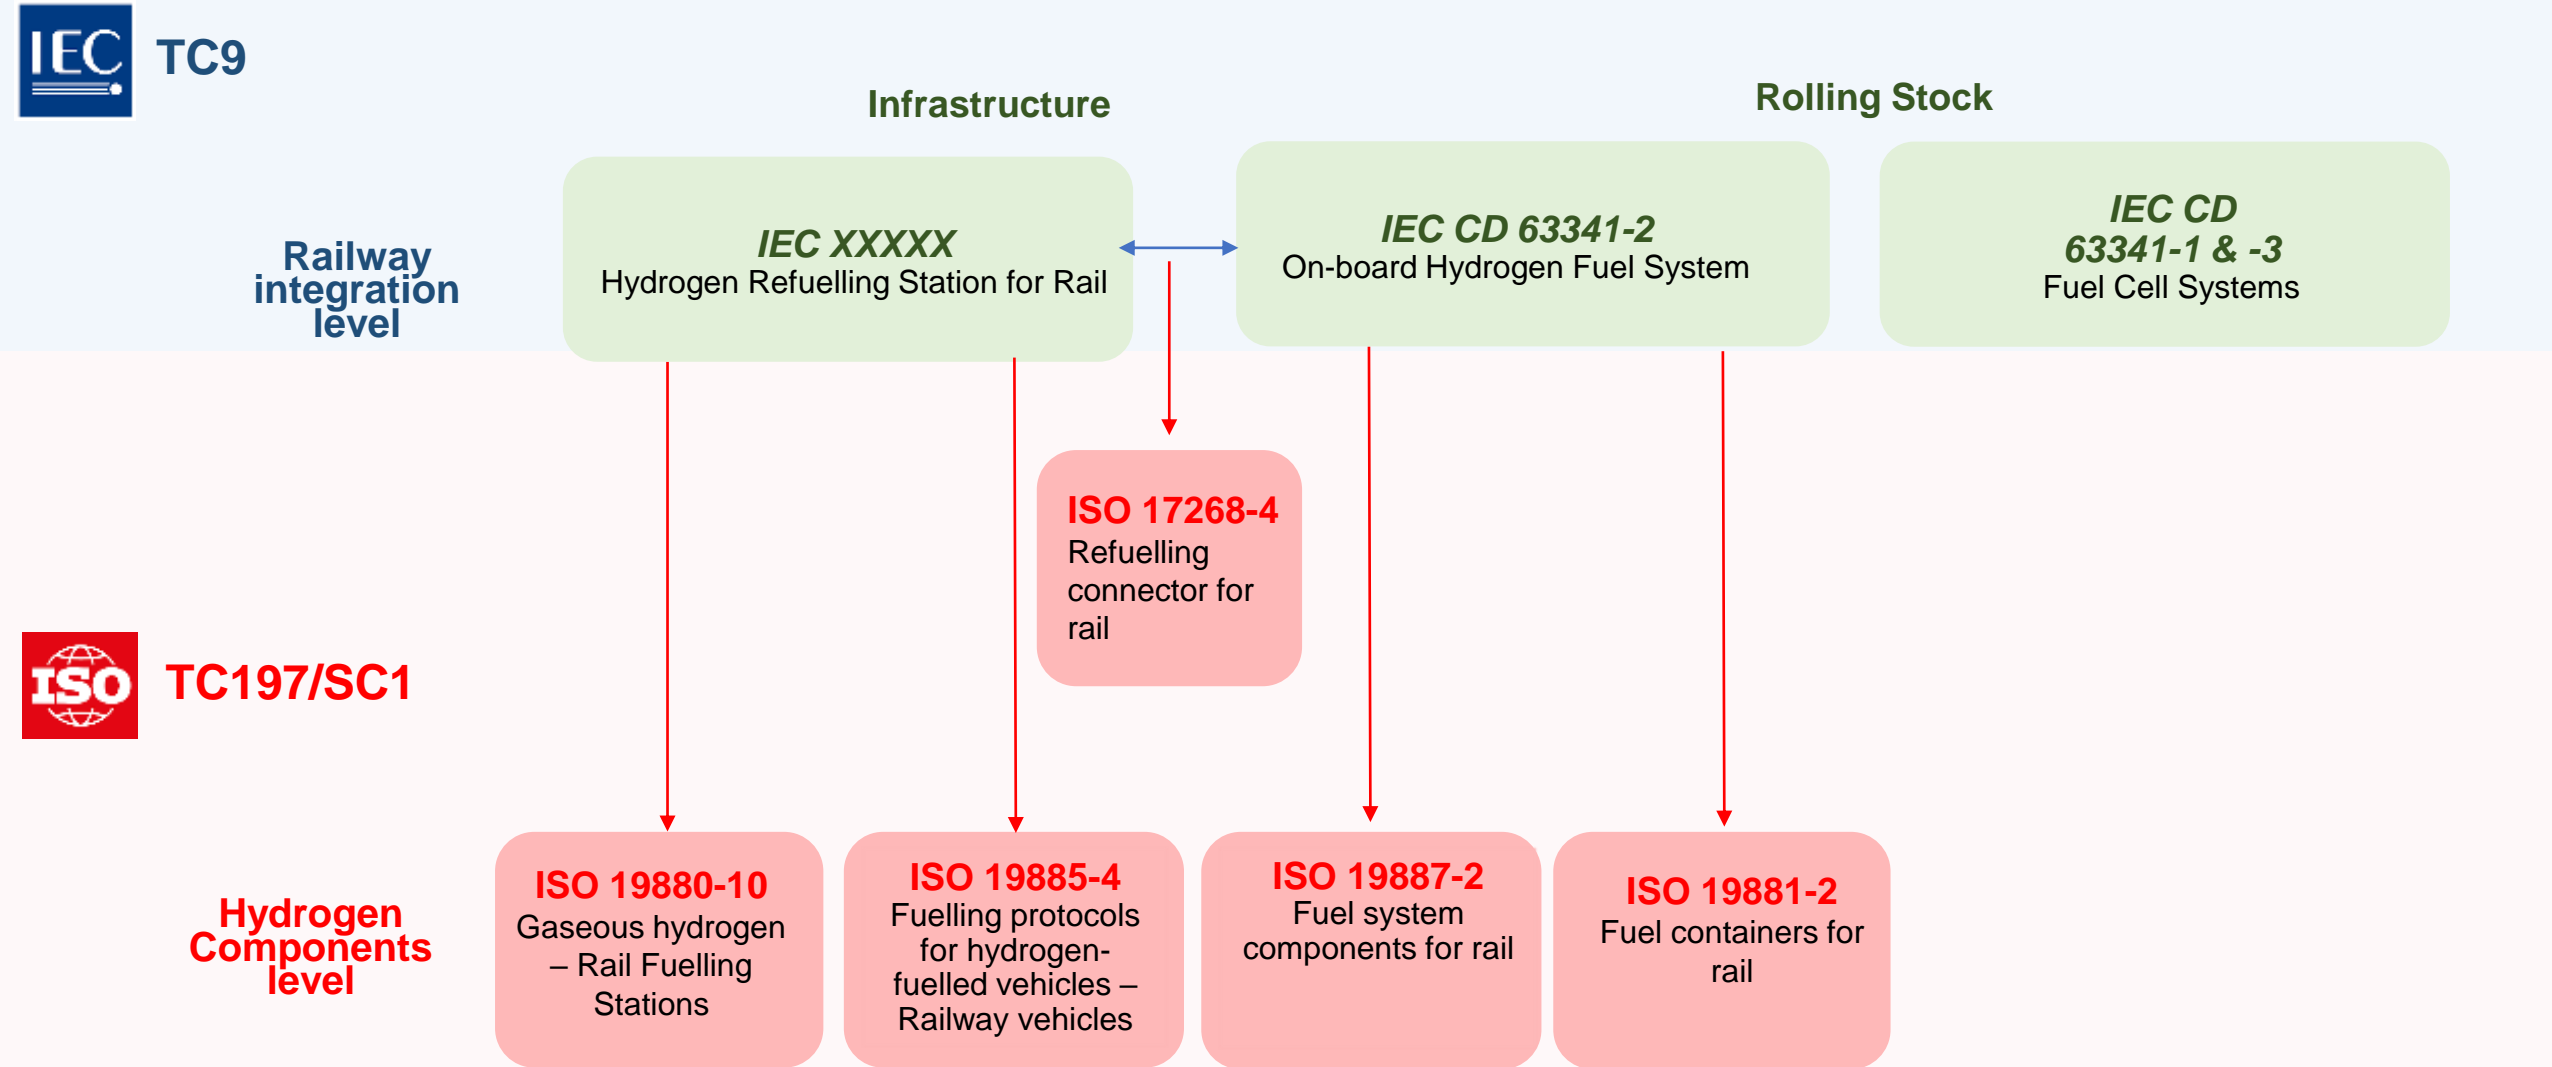 IEC
TC9
Infrastructure
Rolling Stock
Railway
integration
level
IEC XXXXX
Hydrogen Refuelling Station for Rail
IEC CD 63341-2
On-board Hydrogen Fuel System
IEC CD
63341-1 & -3
Fuel Cell Systems
ISO 17268-4
Refuelling
connector for
rail
ISO
TC197/SC1
Hydrogen
Components
level
ISO 19880-10
Gaseous hydrogen
– Rail Fuelling
Stations
ISO 19885-4
Fuelling protocols
for hydrogen-
fuelled vehicles –
Railway vehicles
ISO 19887-2
Fuel system
components for rail
ISO 19881-2
Fuel containers for
rail